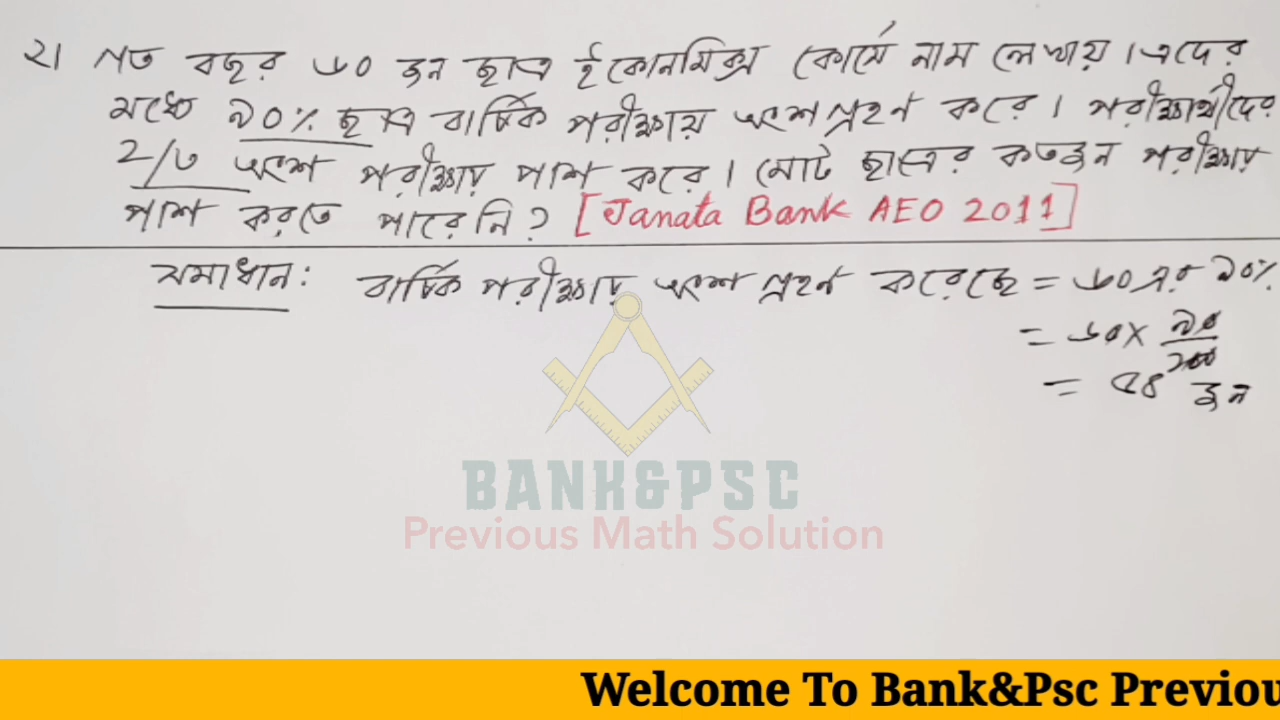 ২। গত বছর ৬০ জন ছাত্র ইকোনমিক্স কোর্সে নাম লেখায়। এদের
মধ্যে ৯০% ছাত্র বার্ষিক পরীক্ষায় অংশগ্রহণ করে। পরীক্ষার্থীদের
২/৩ অংশ পরীক্ষায় পাশ করে। মোট ছাত্রের কতজন পরীক্ষায়
পাশ করতে পারেনি? [Janata Bank AEO 2011]
সমাধান: বার্ষিক পরীক্ষায় অংশ গ্রহণ করেছে = ৬০ এর ৯০%
= ৬০ × ৯০/১০০
= ৫৪ জন
BANK&PSC
Previous Math Solution
Welcome To Bank&Psc Previou